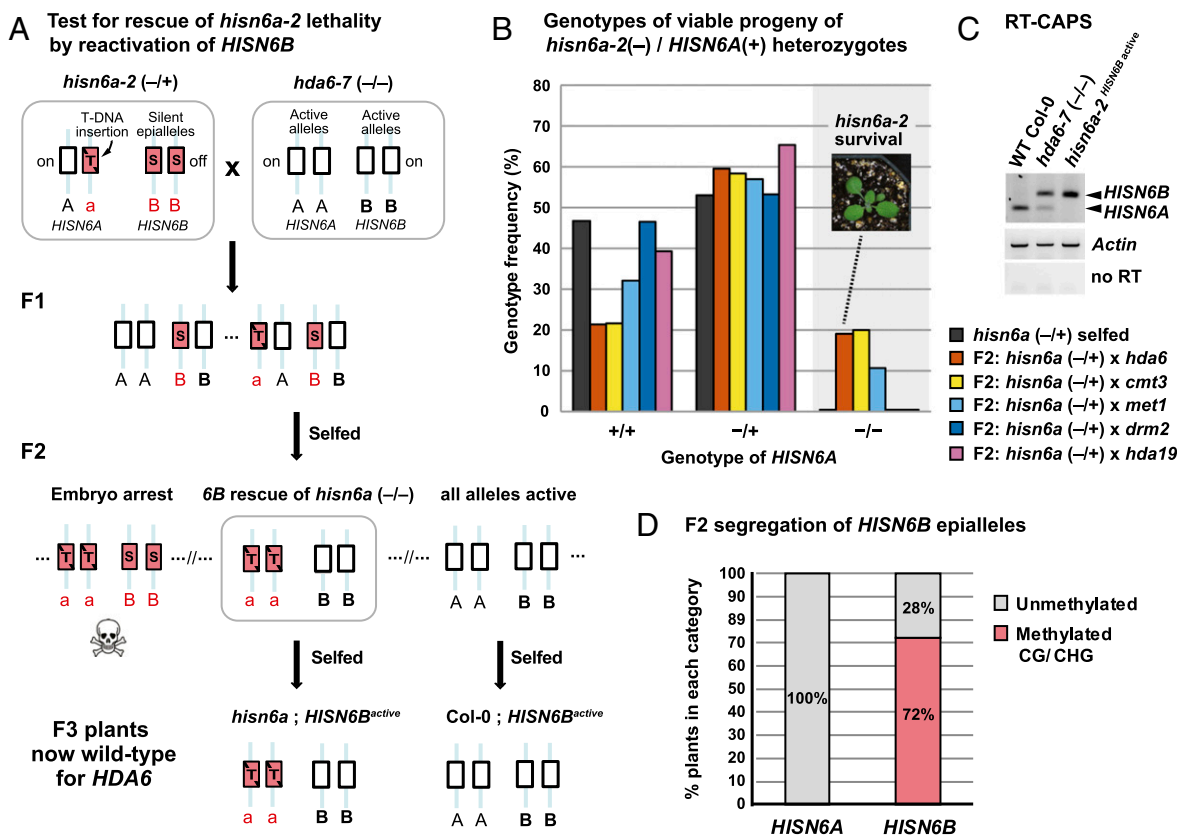 A
Test for rescue of hisn6a-2 lethality
by reactivation of HISN6B
hisn6a-2 (–/+)
hda6-7 (–/–)
T-DNA
insertion
Silent
epialleles
Active
alleles
Active
alleles
on
T
S S
off
x
on
on
A a
B B
A A
B B
HISN6A
HISN6B
HISN6A
HISN6B
F1
S
...
T
S
A A
B B
a A
B B
Selfed
F2
Embryo arrest
6B rescue of hisn6a (–/–)
all alleles active
... T T S S ...//... T T ...//... ...
a a
B B
a a
B B
A A
B B
Selfed
Selfed
F3 plants
now wild-type
for HDA6
hisn6a ; HISN6Bactive
Col-0 ; HISN6Bactive
T T
a a
B B
A A
B B
B
Genotypes of viable progeny of
hisn6a-2(–) / HISN6A(+) heterozygotes
Genotype frequency (%)
80
70
60
50
40
30
20
10
0
hisn6a-2
survival
+/+
–/+
–/–
Genotype of HISN6A
C
RT-CAPS
WT Col-0
hda6-7 (–/–)
hisn6a-2 HISN6B active
HISN6B
HISN6A
Actin
no RT
hisn6a (–/+) selfed
F2: hisn6a (–/+) x hda6
F2: hisn6a (–/+) x cmt3
F2: hisn6a (–/+) x met1
F2: hisn6a (–/+) x drm2
F2: hisn6a (–/+) x hda19
D
F2 segregation of HISN6B epialleles
% plants in each category
100
90
80
70
60
50
40
30
20
10
0
100%
28%
72%
HISN6A
HISN6B
Unmethylated
Methylated
CG/ CHG